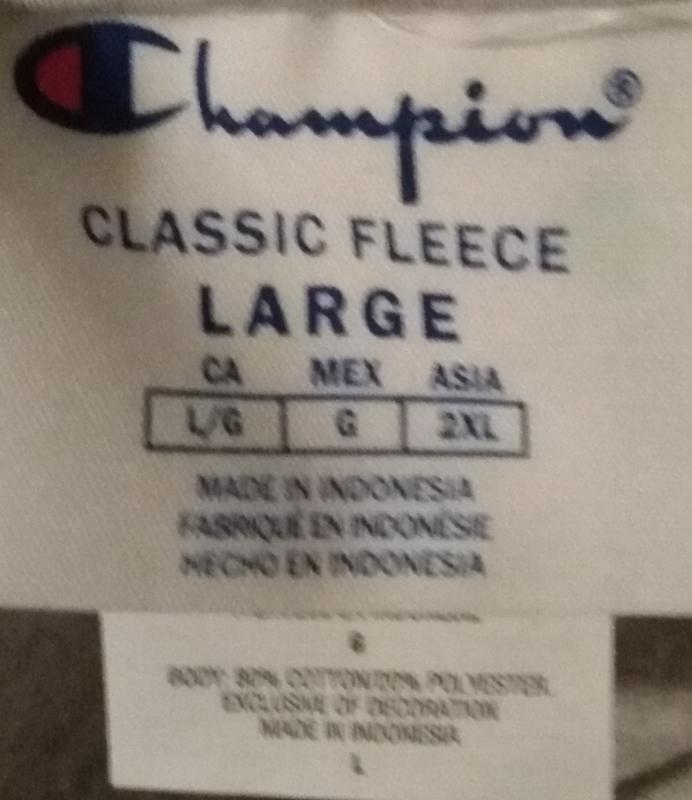 Champion®
CLASSIC FLEECE
LARGE
CA MEX ASIA
L/G G 2XL
MADE IN INDONESIA
FABRIQUÉ EN INDONÉSIE
HECHO EN INDONESIA
G
BODY: 80% COTTON/20% POLYESTER.
EXCLUSIVE OF DECORATION
MADE IN INDONESIA
L